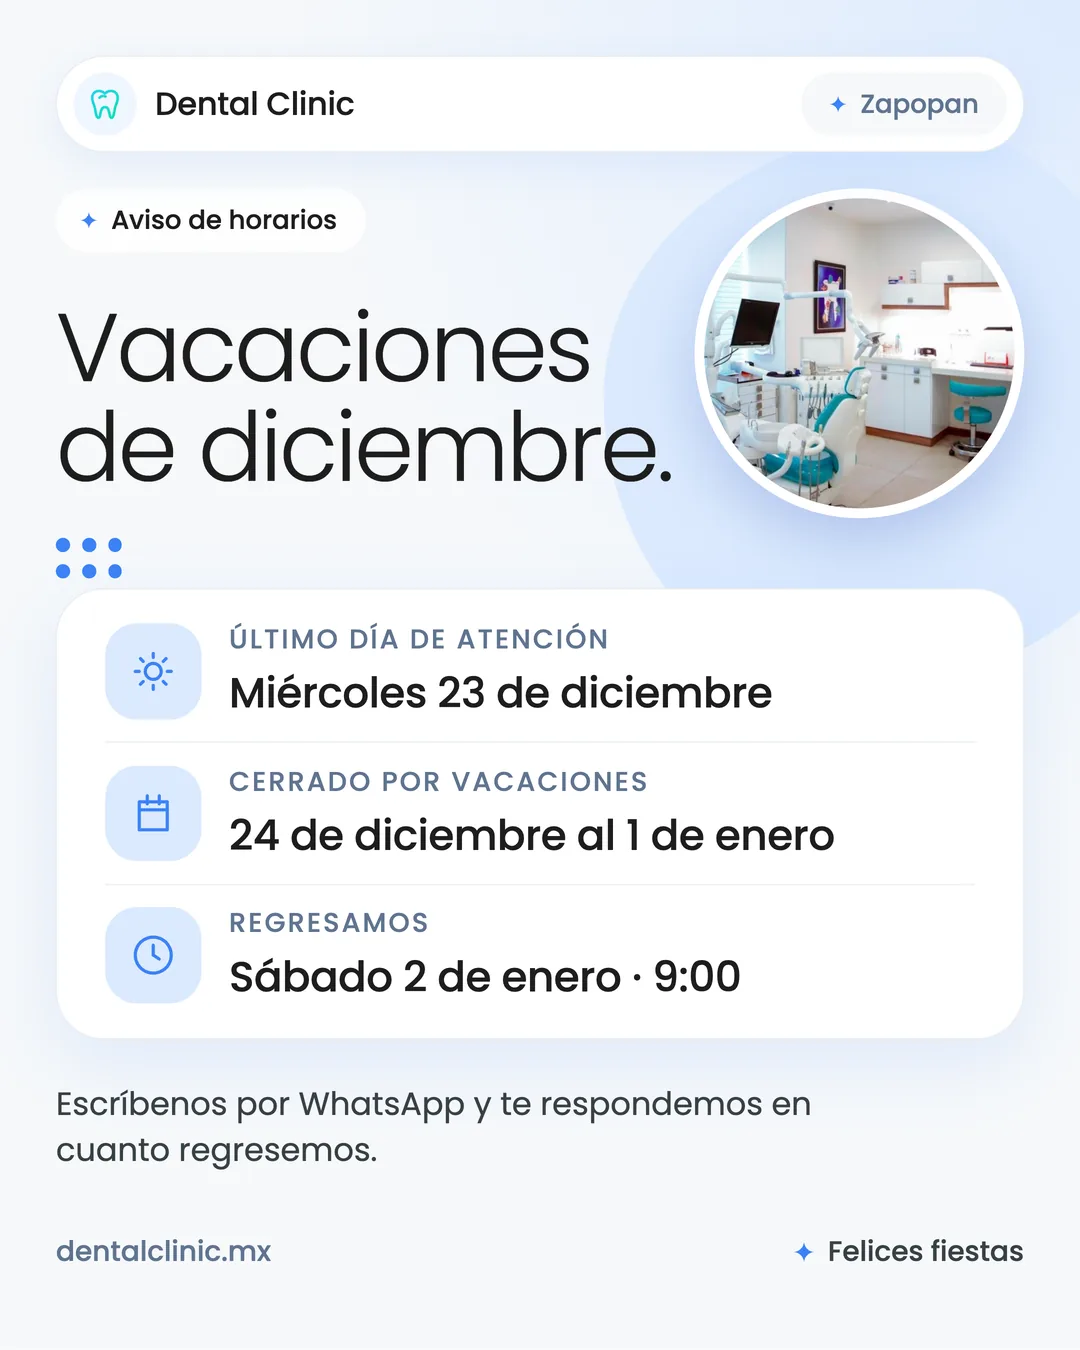 Dental Clinic
Zapopan
Aviso de horarios
Vacaciones
de diciembre.
ÚLTIMO DÍA DE ATENCIÓN
Miércoles 23 de diciembre
CERRADO POR VACACIONES
24 de diciembre al 1 de enero
REGRESAMOS
Sábado 2 de enero · 9:00
Escríbenos por WhatsApp y te respondemos en
cuanto regresemos.
dentalclinic.mx
Felices fiestas